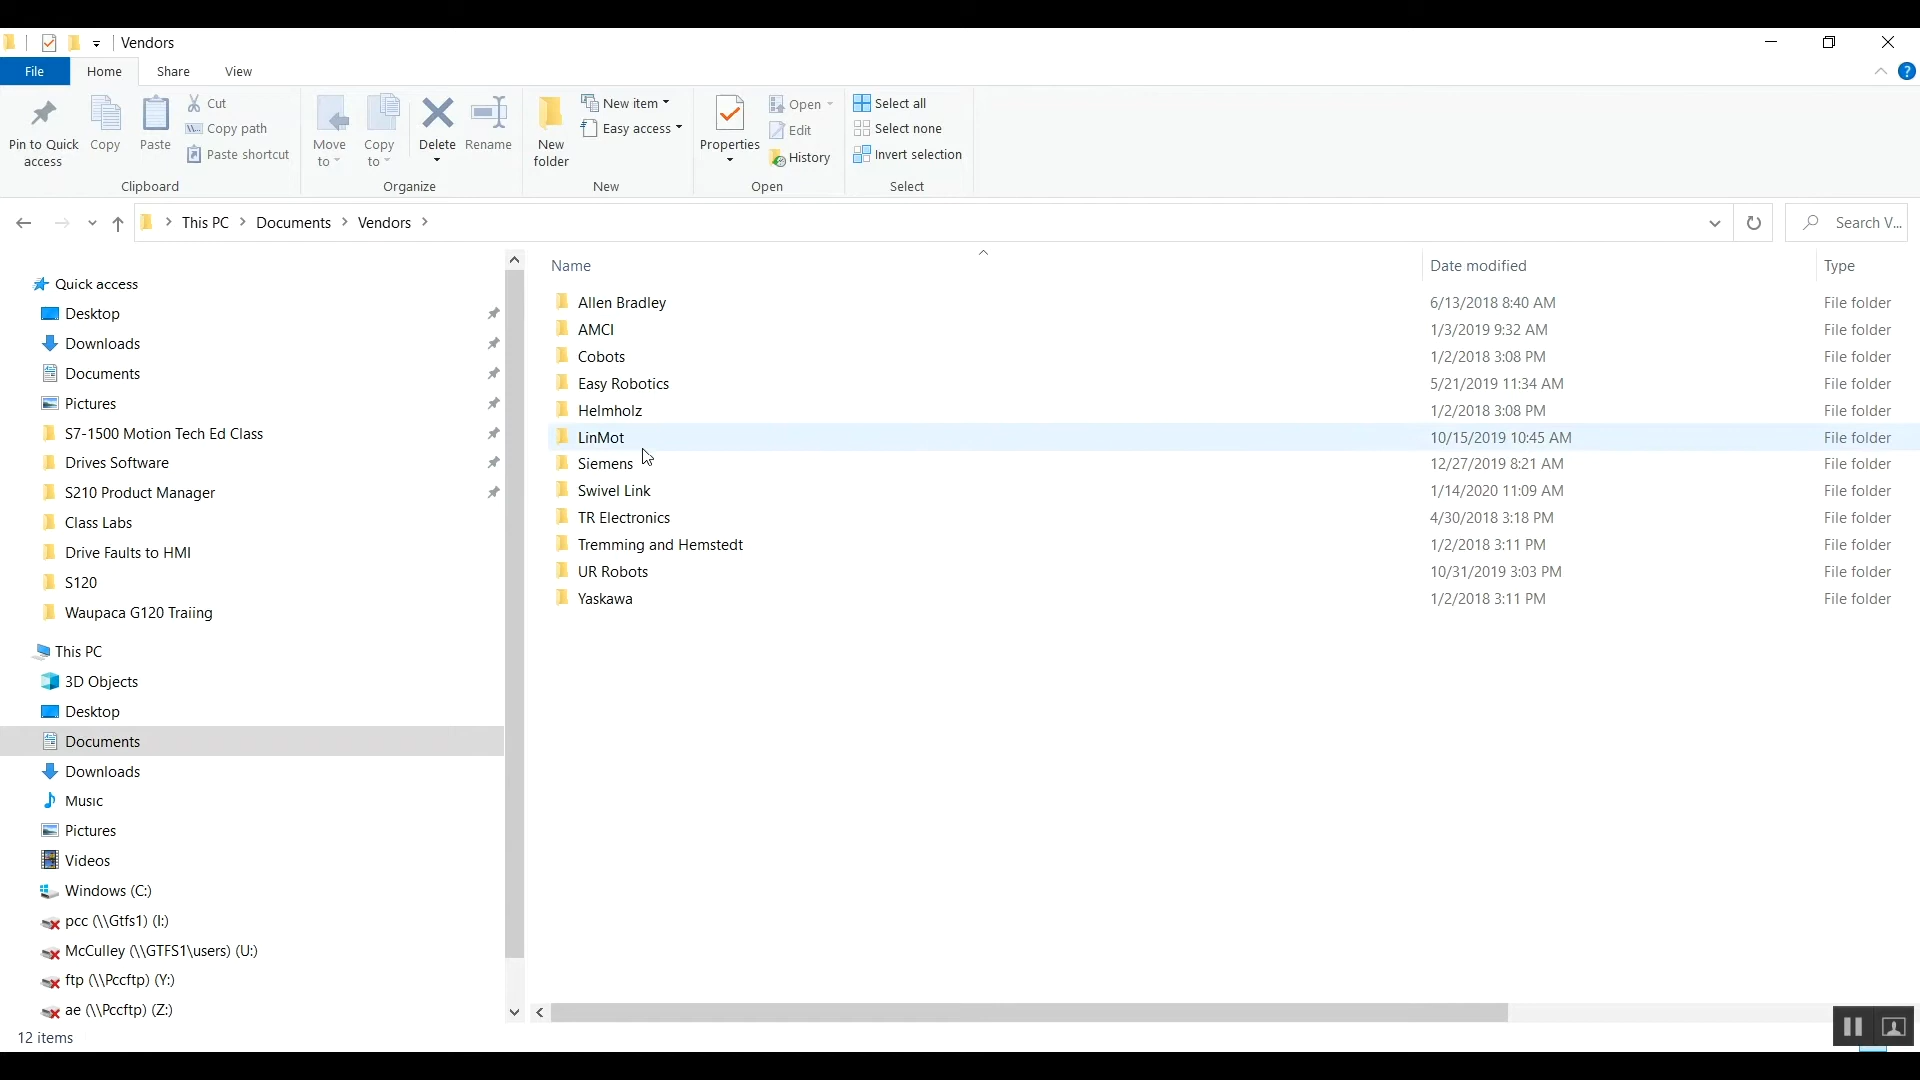 Vendors
File Home Share View
Pin to Quick access
Copy
Paste
Cut
Copy path
Paste shortcut
Clipboard
Move to
Copy to
Delete
Rename
Organize
New folder
New item
Easy access
New
Properties
Open
Edit
History
Open
Select all
Select none
Invert selection
Select
This PC > Documents > Vendors >
Search V...
Quick access
Desktop
Downloads
Documents
Pictures
S7-1500 Motion Tech Ed Class
Drives Software
S210 Product Manager
Class Labs
Drive Faults to HMI
S120
Waupaca G120 Traiing
This PC
3D Objects
Desktop
Documents
Downloads
Music
Pictures
Videos
Windows (C:)
pcc (\\Gtfs1) (I:)
McCulley (\\GTFS1\users) (U:)
ftp (\\Pccftp) (Y:)
ae (\\Pccftp) (Z:)
Name Date modified Type
Allen Bradley 6/13/2018 8:40 AM File folder
AMCI 1/3/2019 9:32 AM File folder
Cobots 1/2/2018 3:08 PM File folder
Easy Robotics 5/21/2019 11:34 AM File folder
Helmholz 1/2/2018 3:08 PM File folder
LinMot 10/15/2019 10:45 AM File folder
Siemens 12/27/2019 8:21 AM File folder
Swivel Link 1/14/2020 11:09 AM File folder
TR Electronics 4/30/2018 3:18 PM File folder
Tremming and Hemstedt 1/2/2018 3:11 PM File folder
UR Robots 10/31/2019 3:03 PM File folder
Yaskawa 1/2/2018 3:11 PM File folder
12 items